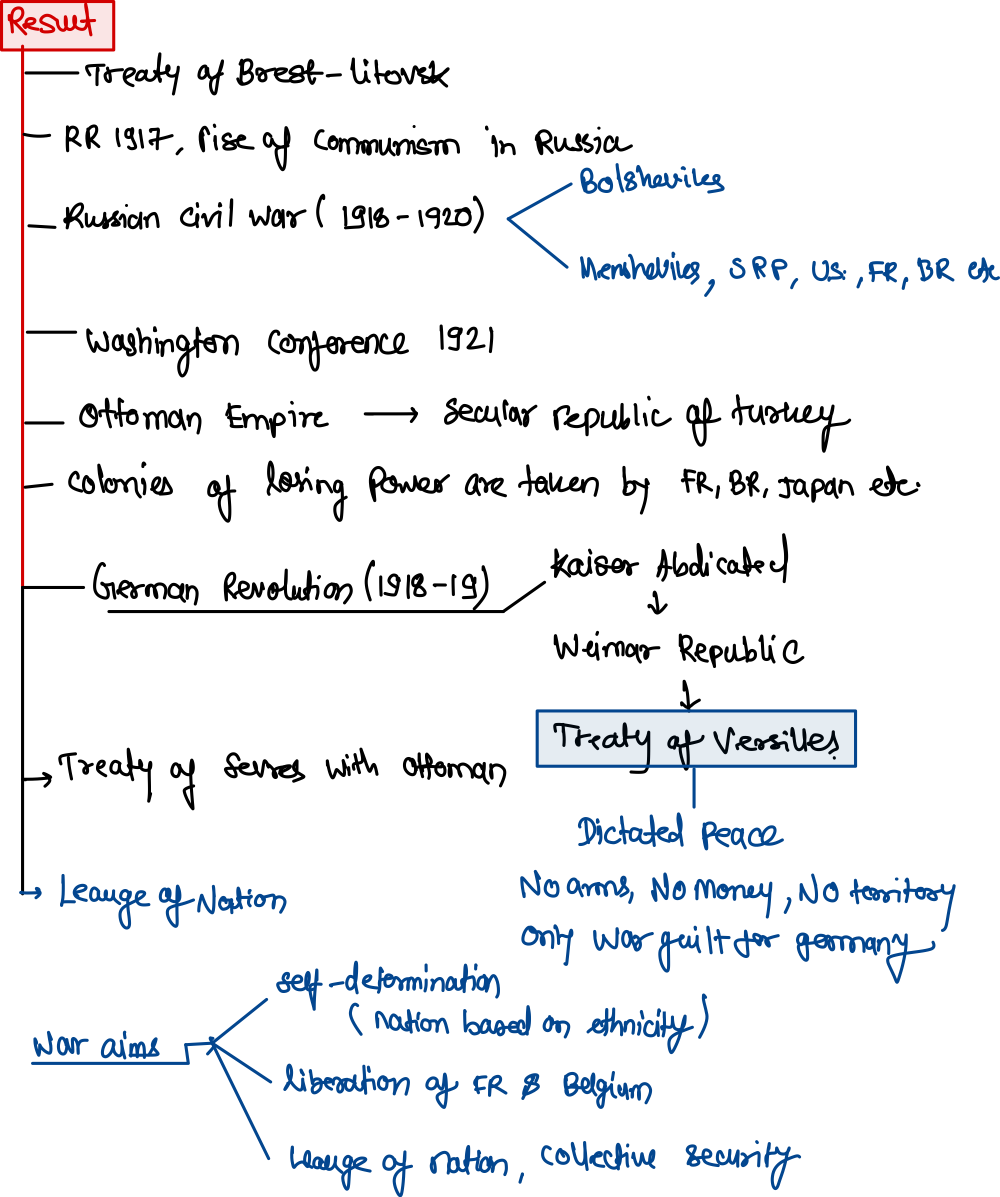 Result
Treaty of Brest-litovsk
RR 1917, rise of Communism in Russia
Bolsheviks
Russian Civil War (1918-1920)
Mensheviks, SRP, US, FR, BR etc
Washington Conference 1921
Ottoman Empire → Secular republic of turkey
Colonies of losing Power are taken by FR, BR, Japan etc.
German Revolution (1918-19)
Kaiser Abdicated
↓
Weimar Republic
↓
Treaty of Versilles
Treaty of Serves with Ottoman
Dictated Peace
Leauge of Nation
No arms, No Money, No territory
only War guilt for germany
self-determination
(nation based on ethnicity)
War aims
liberation of FR & Belgium
Leauge of nation, collective security